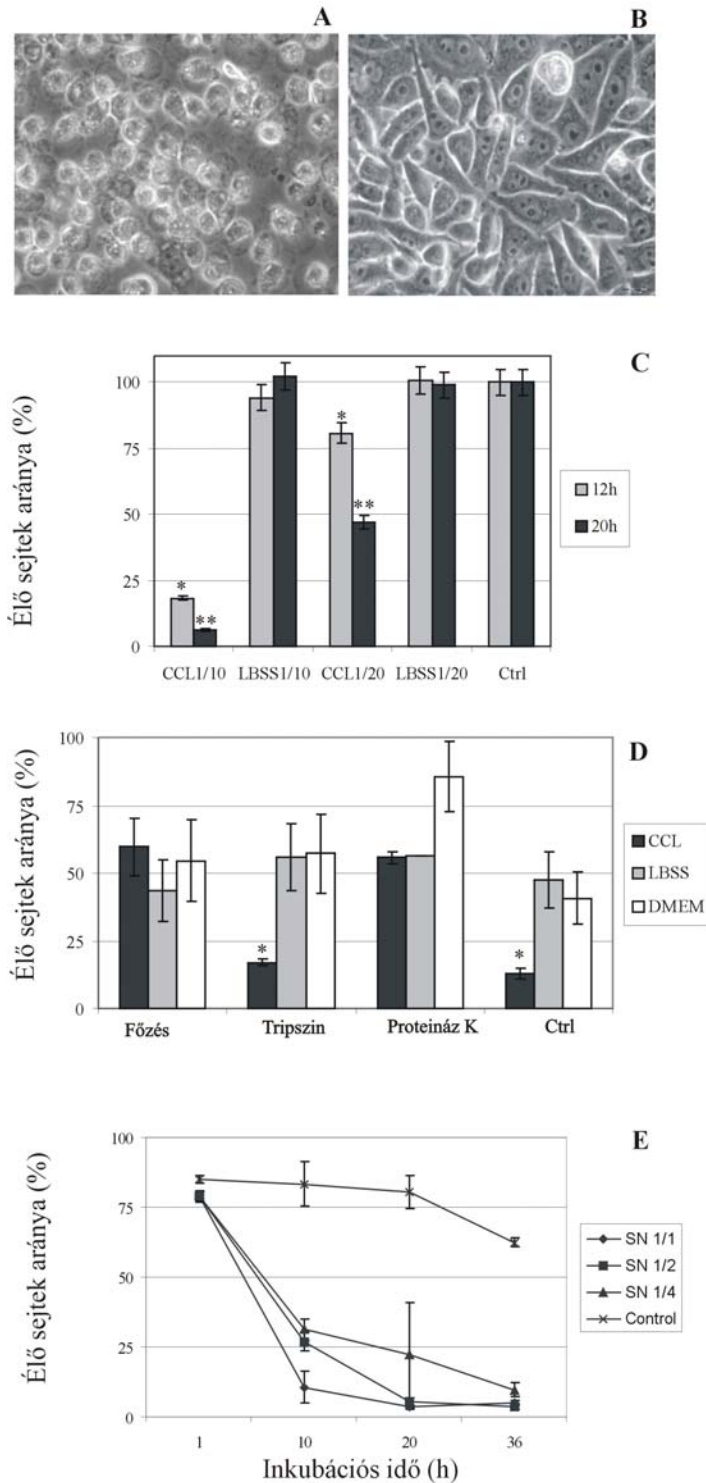 A
B
C
Élő sejtek aránya (%)
100
75
50
25
0
*
**
*
**
CCL1/10 LBSS1/10 CCL1/20 LBSS1/20 Ctrl
12h
20h
D
Élő sejtek aránya (%)
100
75
50
25
0
*
*
Főzés Tripszin Proteináz K Ctrl
CCL
LBSS
DMEM
E
Élő sejtek aránya (%)
100
75
50
25
0
1 10 20 36
Inkubációs idő (h)
SN 1/1
SN 1/2
SN 1/4
Control